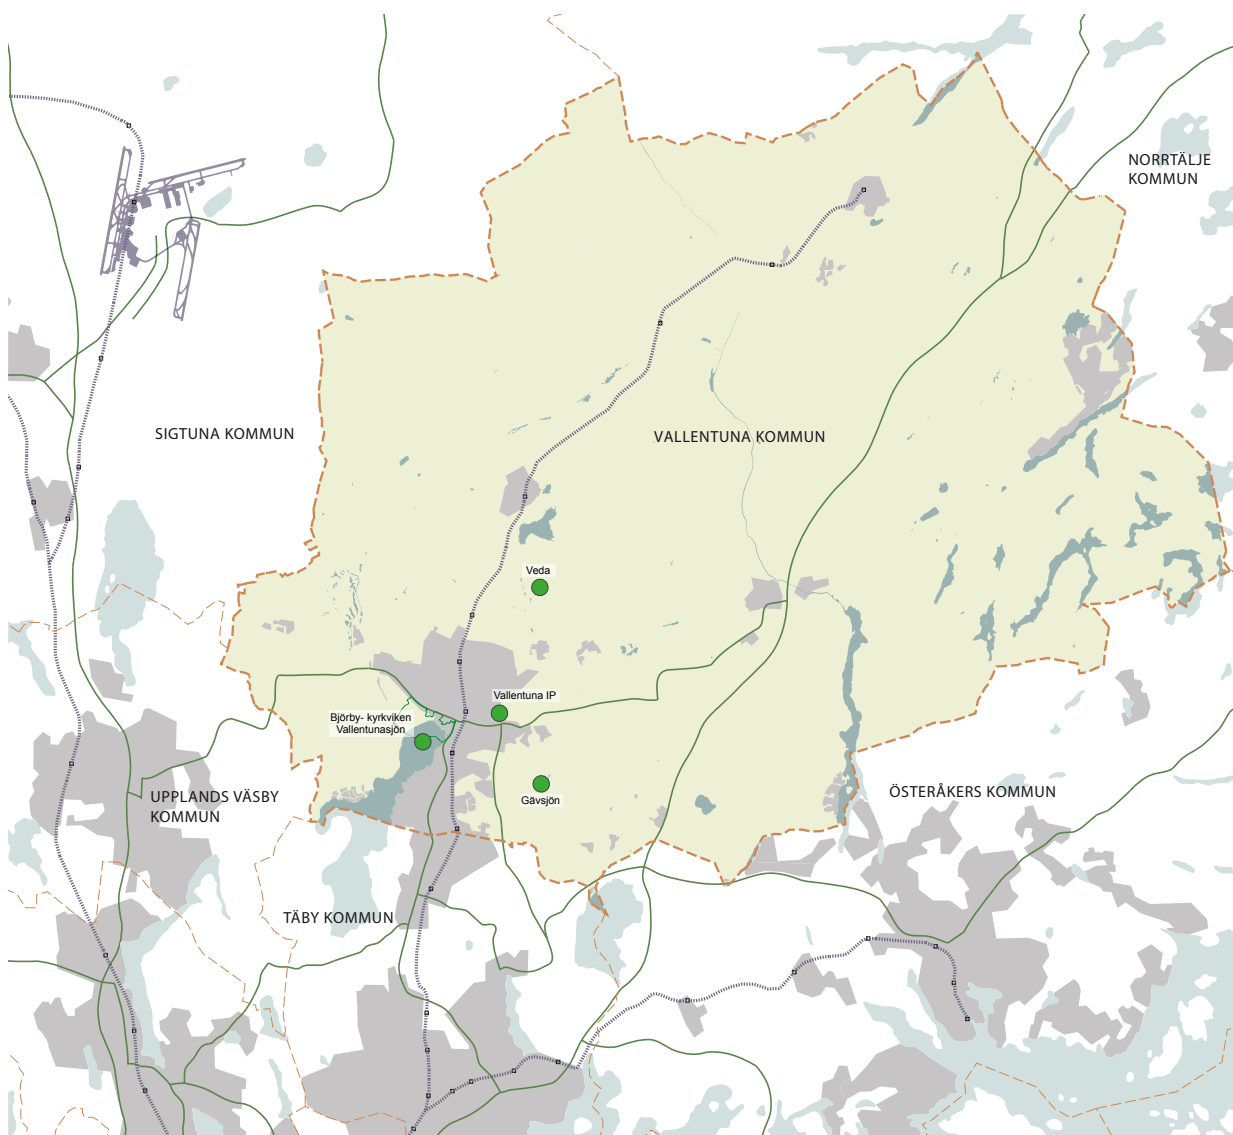 NORRTÄLJE
KOMMUN
SIGTUNA KOMMUN
VALLENTUNA KOMMUN
Veda
Vallentuna IP
Björby- kyrkviken
Vallentunasjön
Gävsjön
UPPLANDS VÄSBY
KOMMUN
ÖSTERÅKERS KOMMUN
TÄBY KOMMUN